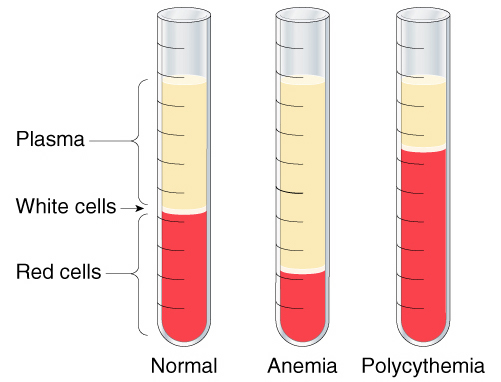 Plasma
White cells
Red cells
Normal
Anemia
Polycythemia